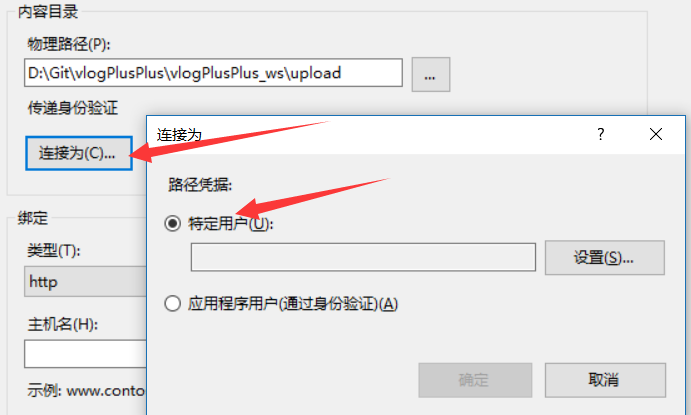 内容目录
物理路径(P):
D:\Git\vlogPlusPlus\vlogPlusPlus_ws\upload
...
传递身份验证
连接为(C)...
连接为
?
路径凭据:
特定用户(U):
设置(S)...
应用程序用户(通过身份验证)(A)
确定
取消
绑定
类型(T):
http
主机名(H):
示例: www.conto